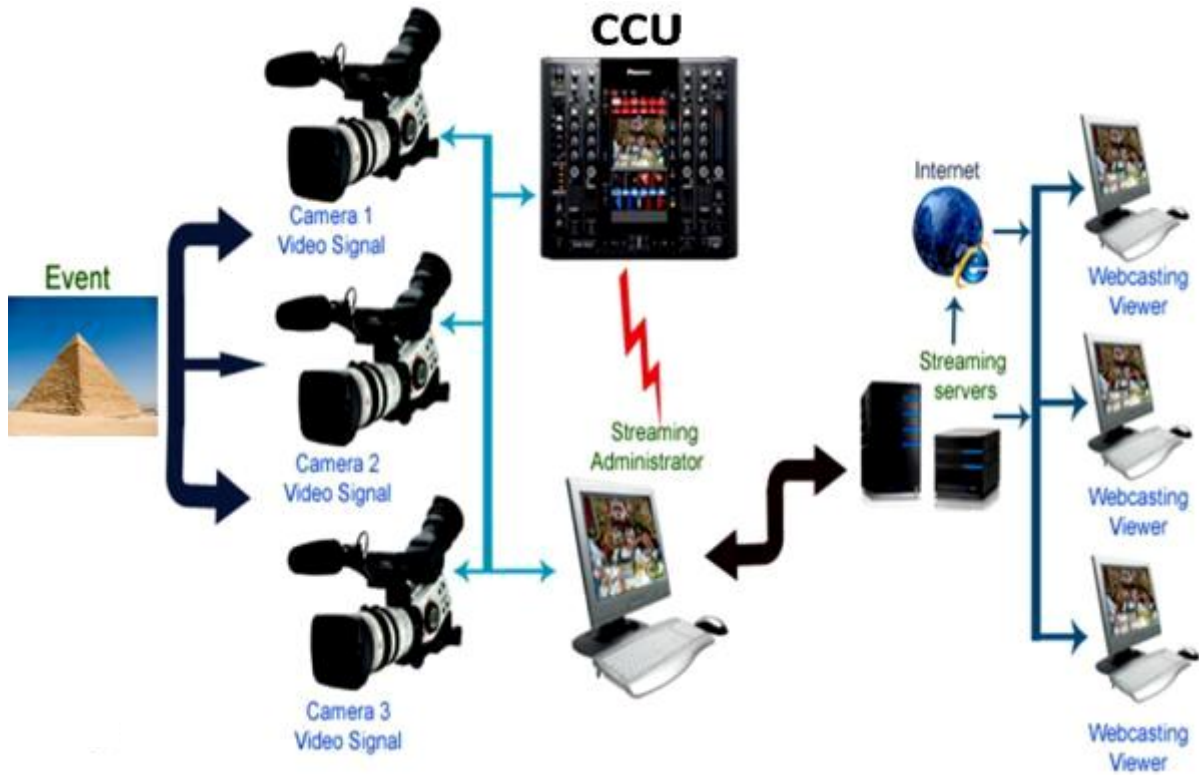 CCU
Pioneer
Camera 1
Video Signal
Event
Camera 2
Video Signal
Camera 3
Video Signal
Streaming
Administrator
Internet
Streaming
servers
Webcasting
Viewer
Webcasting
Viewer
Webcasting
Viewer